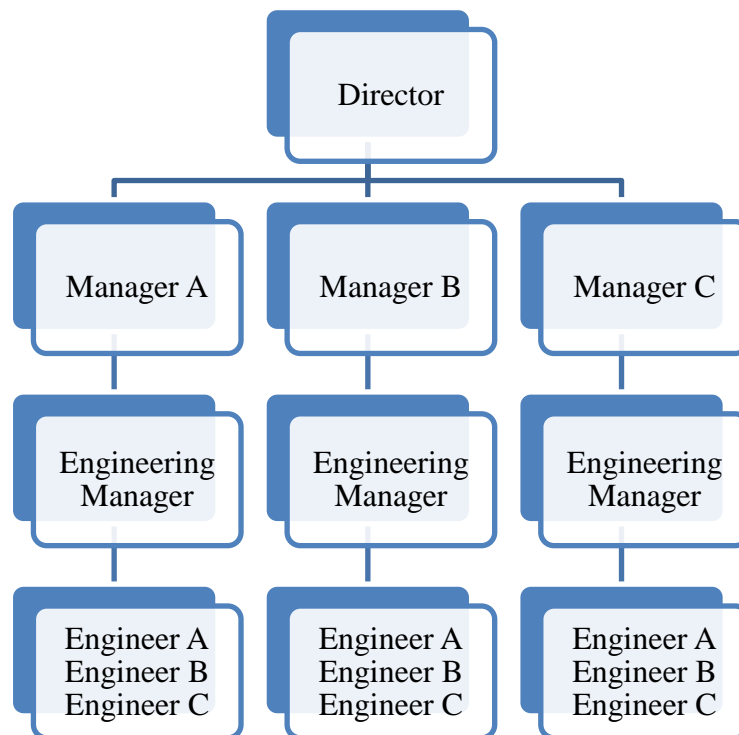 Director
Manager A
Manager B
Manager C
Engineering
Manager
Engineering
Manager
Engineering
Manager
Engineer A
Engineer B
Engineer C
Engineer A
Engineer B
Engineer C
Engineer A
Engineer B
Engineer C